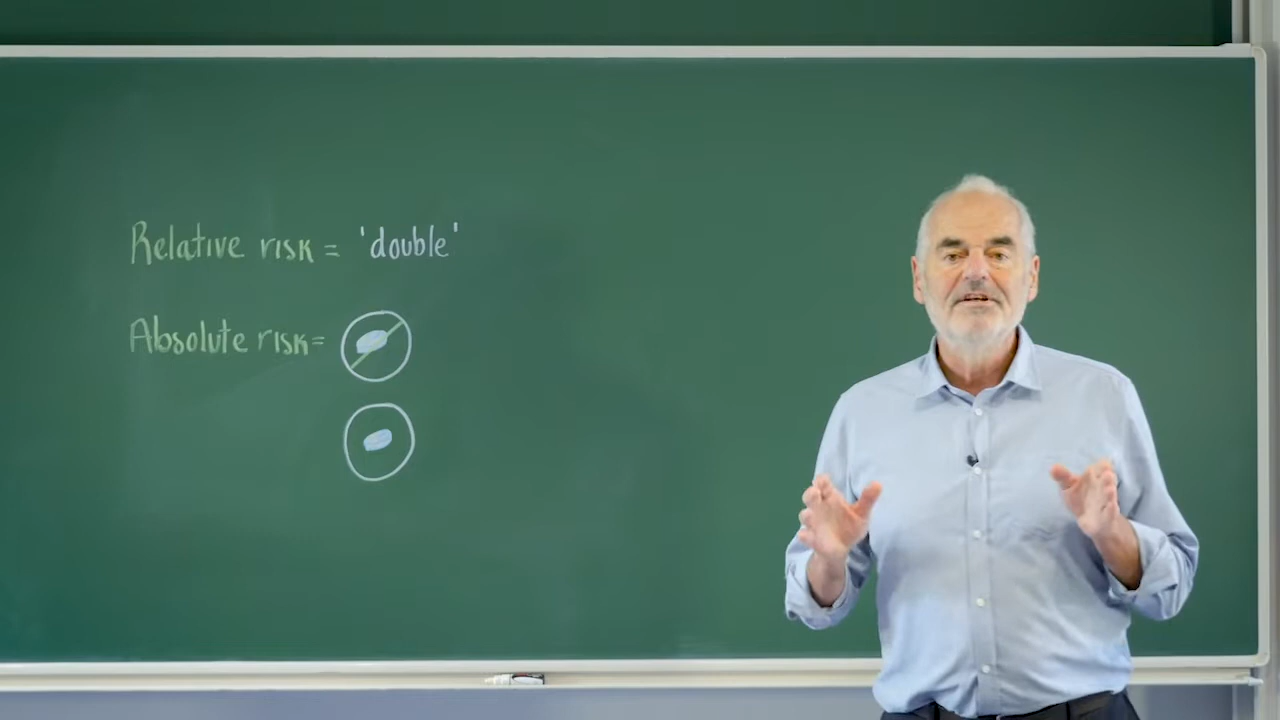 Relative risk = 'double'
Absolute risk =